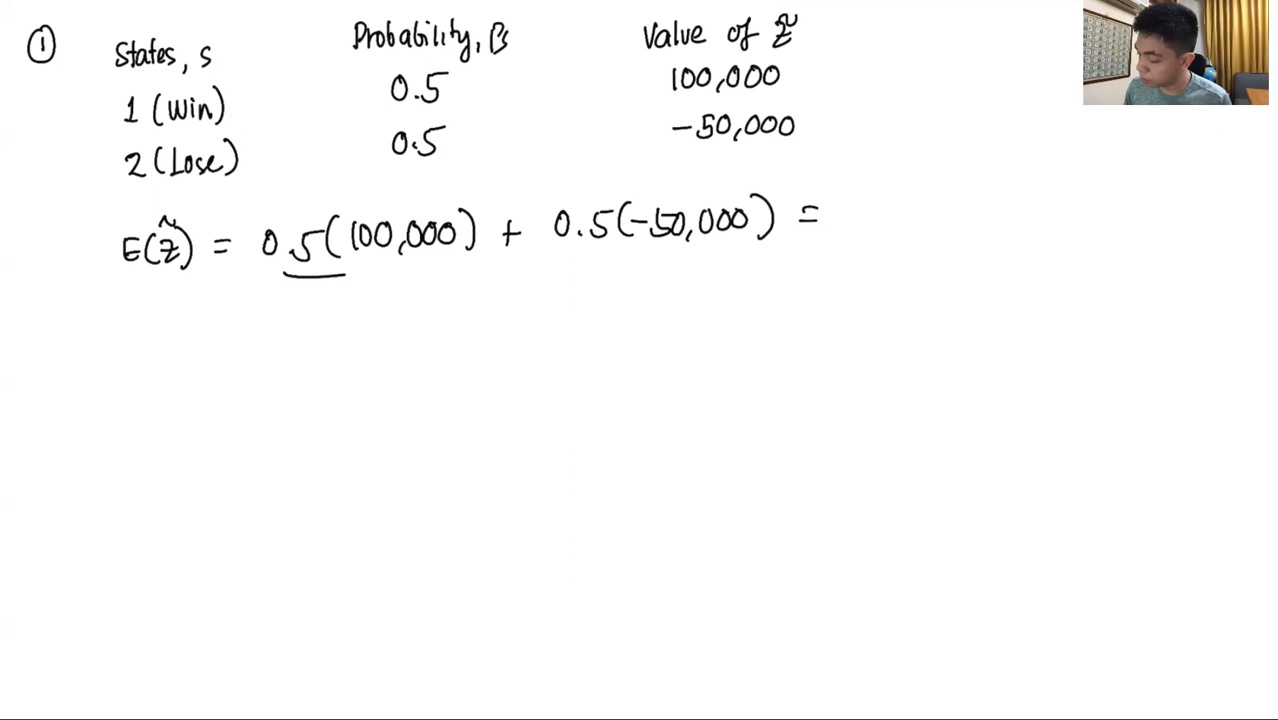 ① States, s Probability, Ps Value of z̃
1 (Win) 0.5 100,000
2 (Lose) 0.5 -50,000
E(z̃) = 0.5(100,000) + 0.5(-50,000) =